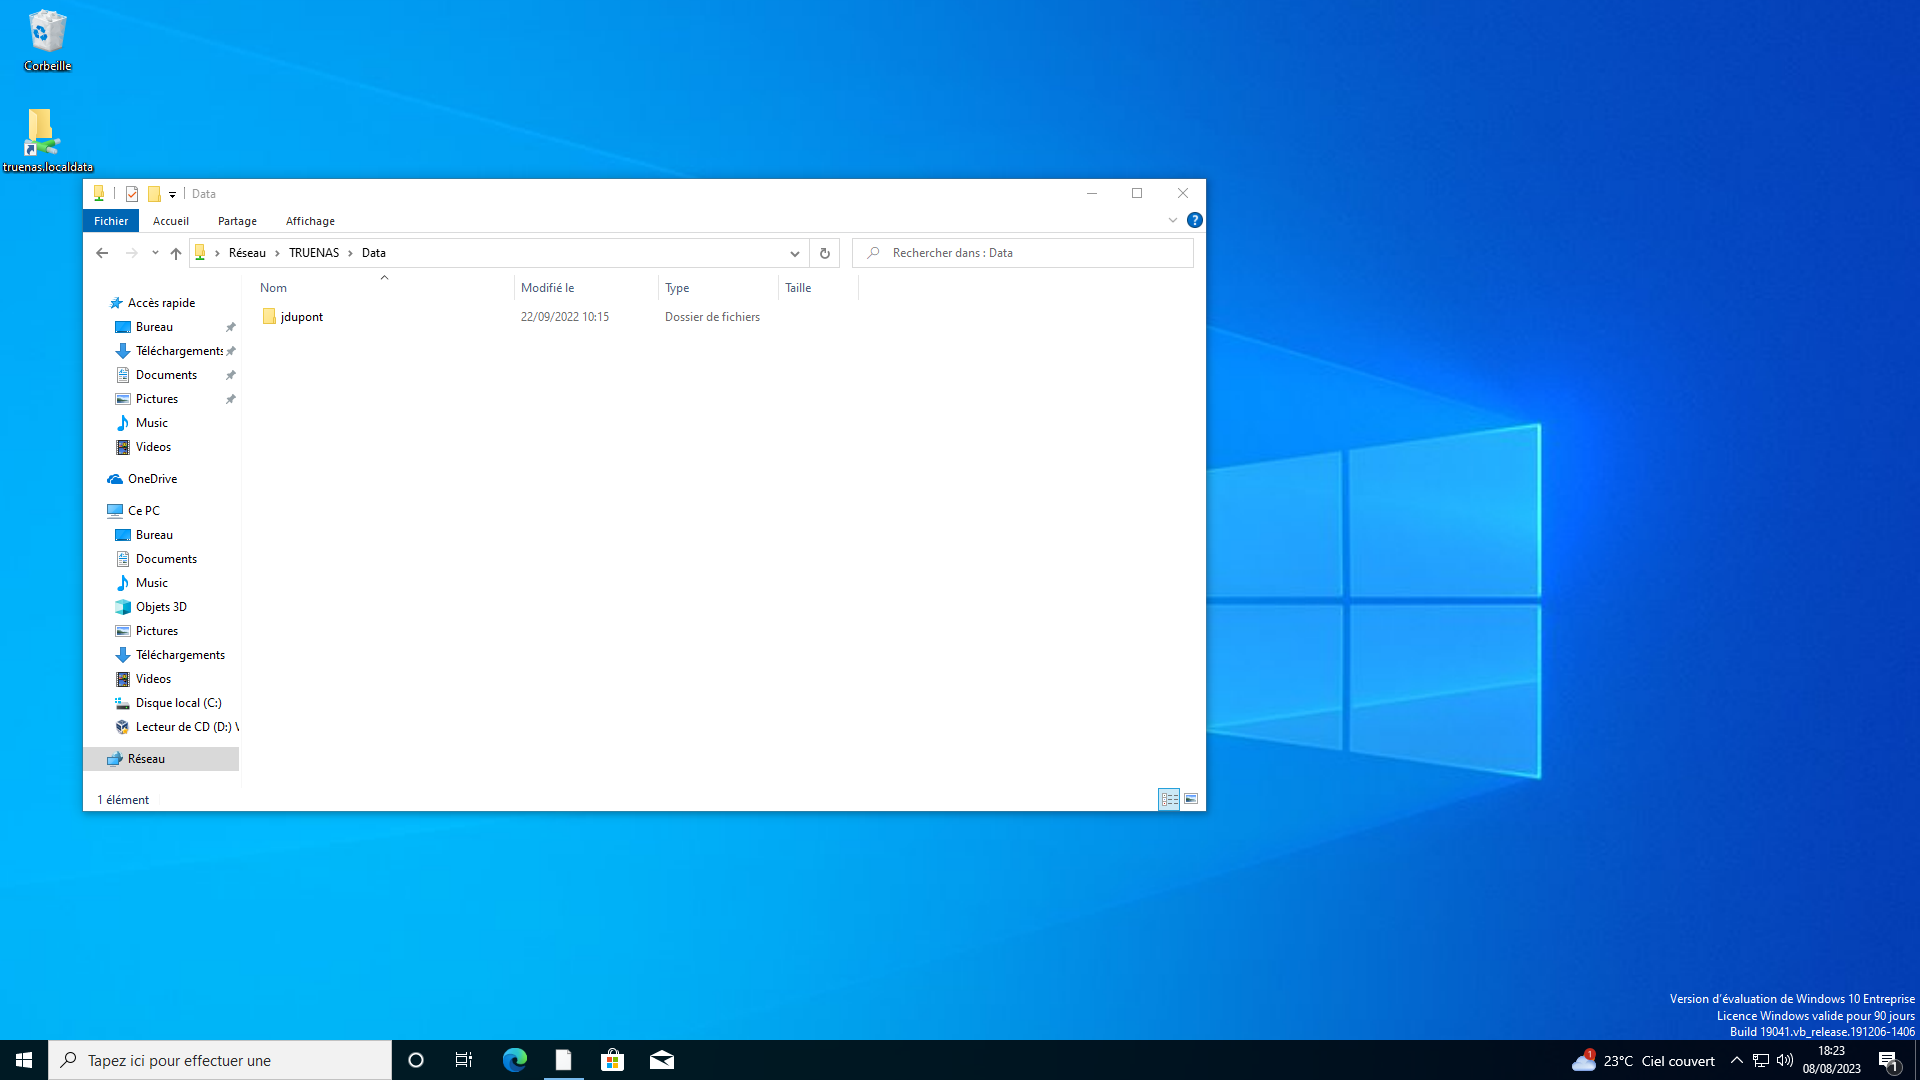 Corbeille
truenas.localdata
Data
Fichier
Accueil
Partage
Affichage
Réseau
TRUENAS
Data
Rechercher dans : Data
Nom
Modifié le
Type
Taille
jdupont
22/09/2022 10:15
Dossier de fichiers
Accès rapide
Bureau
Téléchargements
Documents
Pictures
Music
Videos
OneDrive
Ce PC
Bureau
Documents
Music
Objets 3D
Pictures
Téléchargements
Videos
Disque local (C:)
Lecteur de CD (D:) V
Réseau
1 élément
Version d'évaluation de Windows 10 Entreprise
Licence Windows valide pour 90 jours
Build 19041.vb_release.191206-1406
Tapez ici pour effectuer une
1
23°C Ciel couvert
18:23
08/08/2023
1